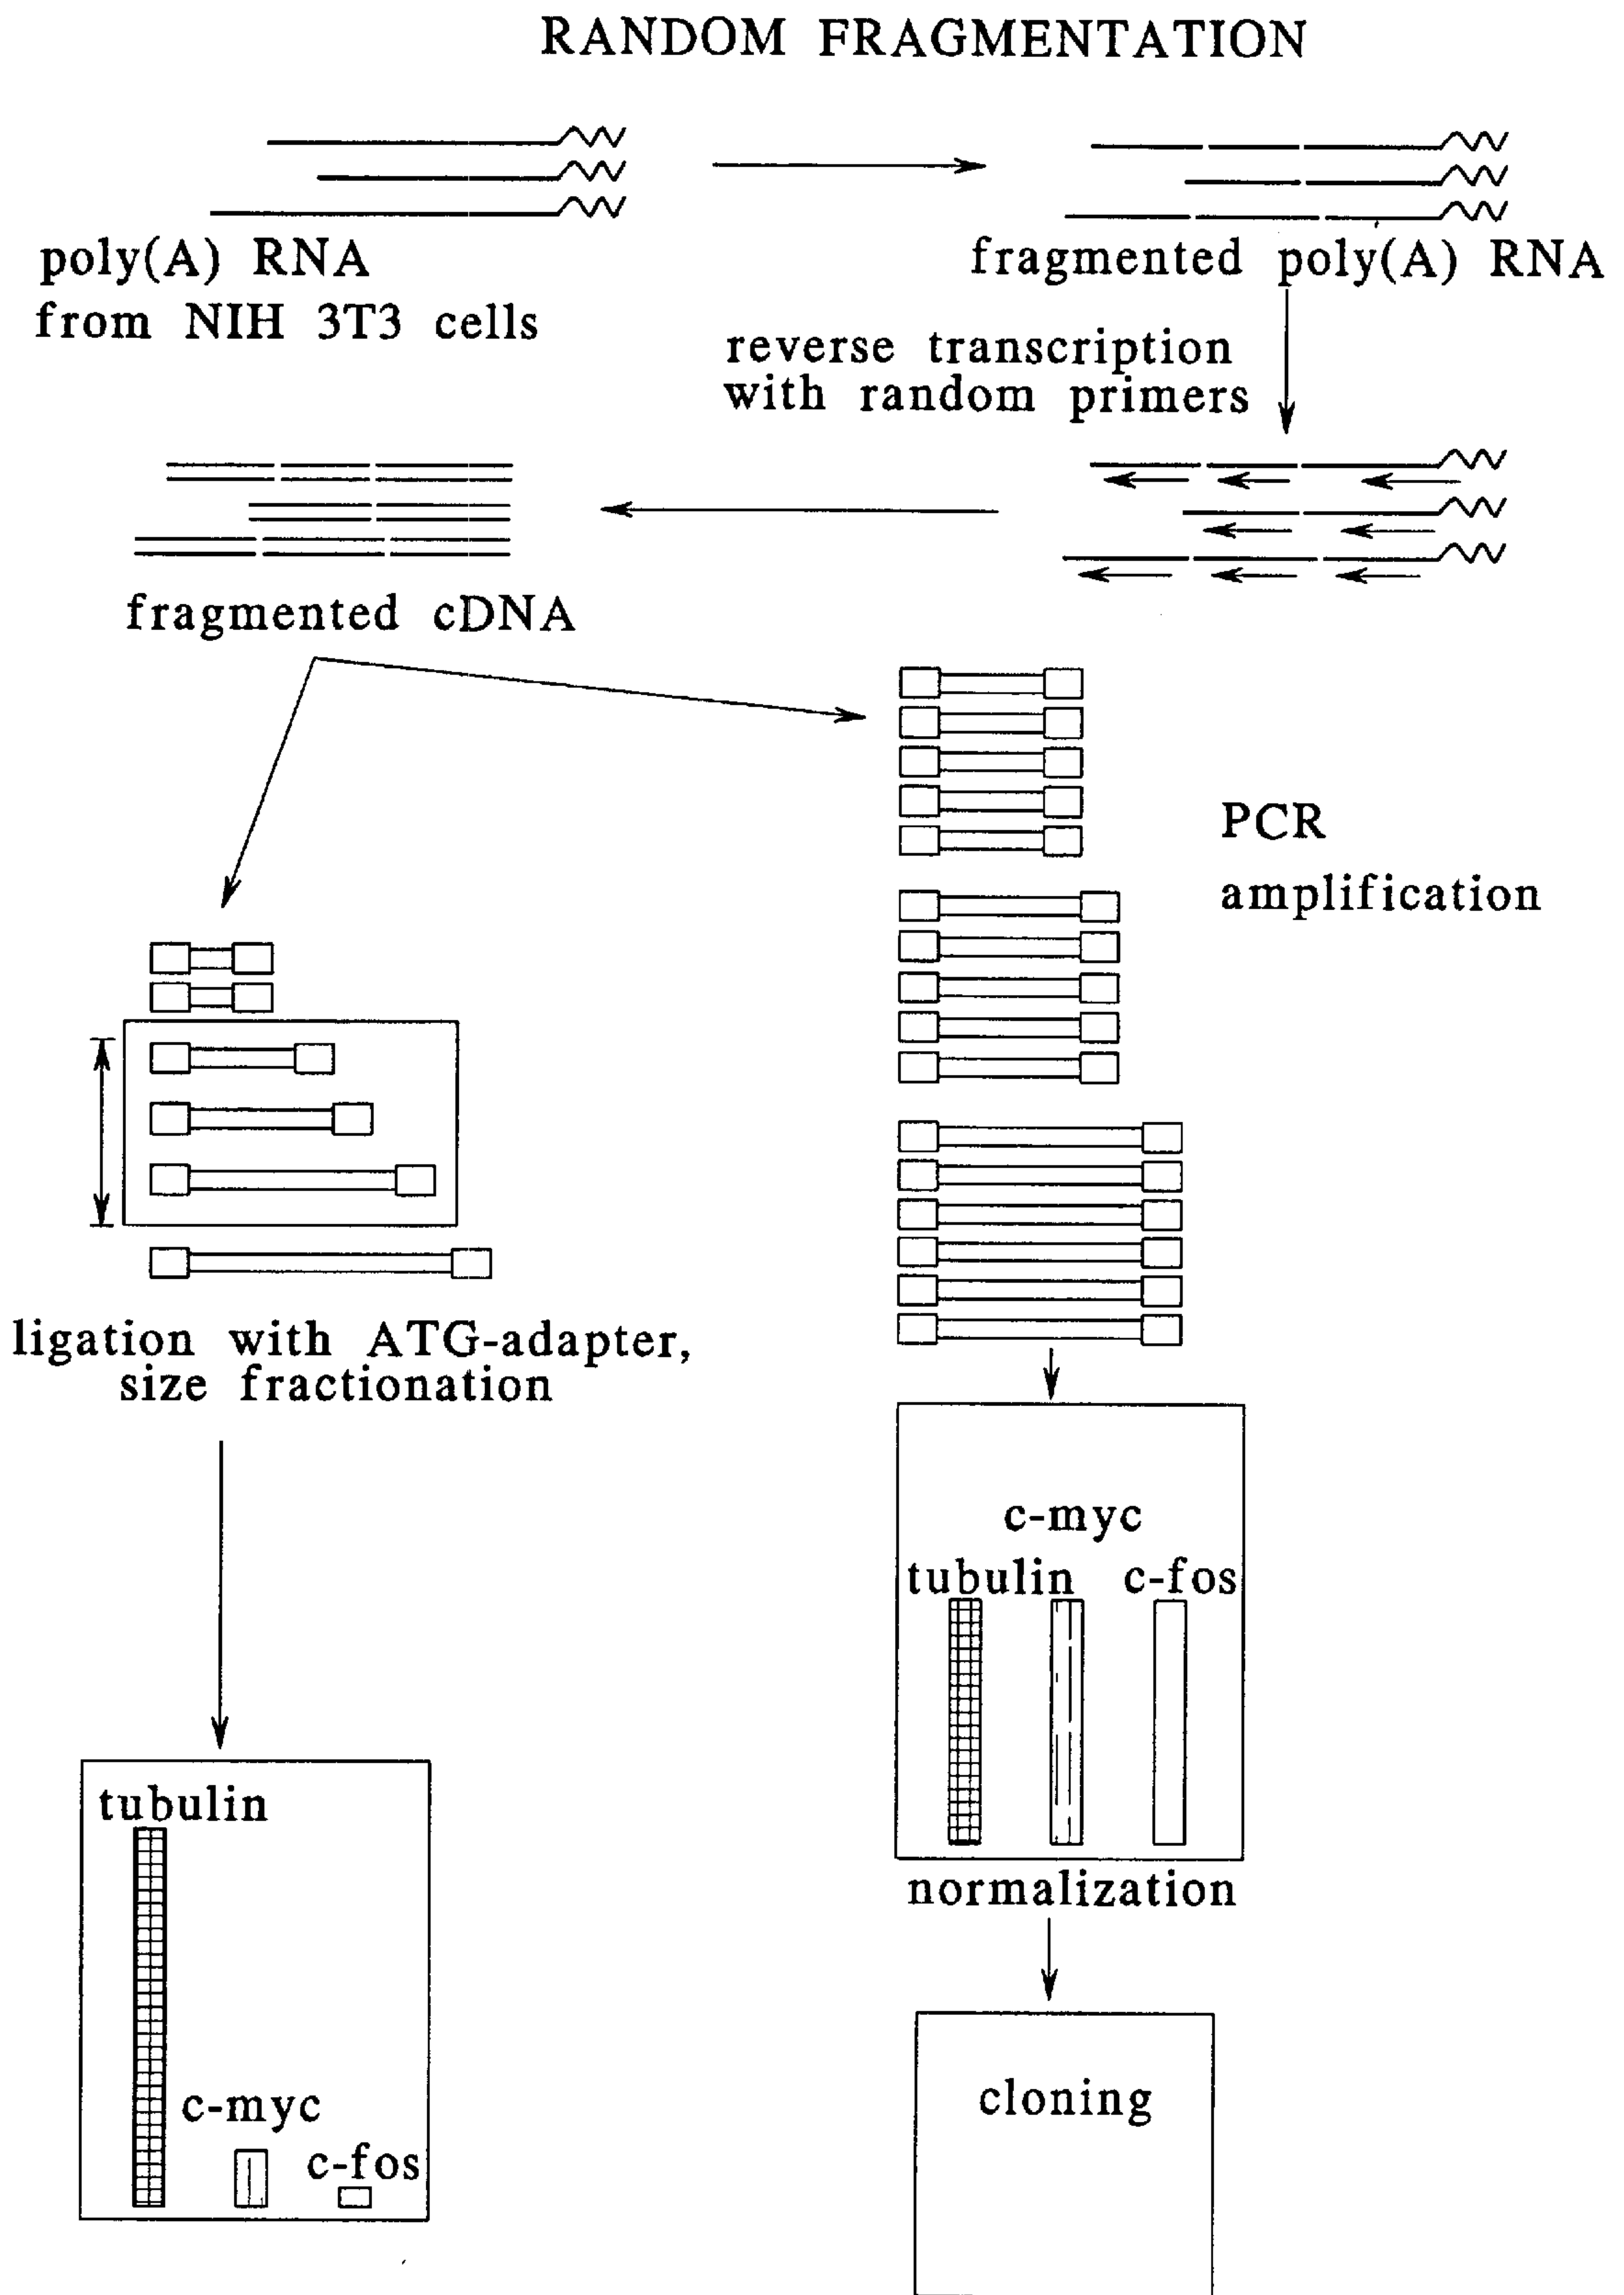 RANDOM FRAGMENTATION
poly(A) RNA
from NIH 3T3 cells
fragmented poly(A) RNA
reverse transcription
with random primers
fragmented cDNA
PCR
amplification
ligation with ATG-adapter,
size fractionation
c-myc
tubulin c-fos
normalization
cloning
tubulin
c-myc
c-fos